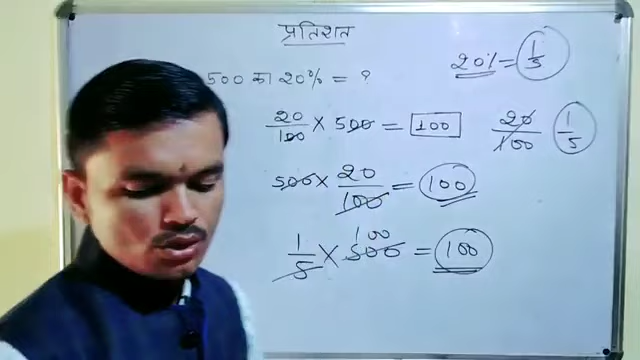 प्रतिशत
500 का 20% = ?
20% = 1/5
20/100 × 500 = 100
20/100 1/5
500 × 20/100 = 100
100
1/5 × 500 = 100